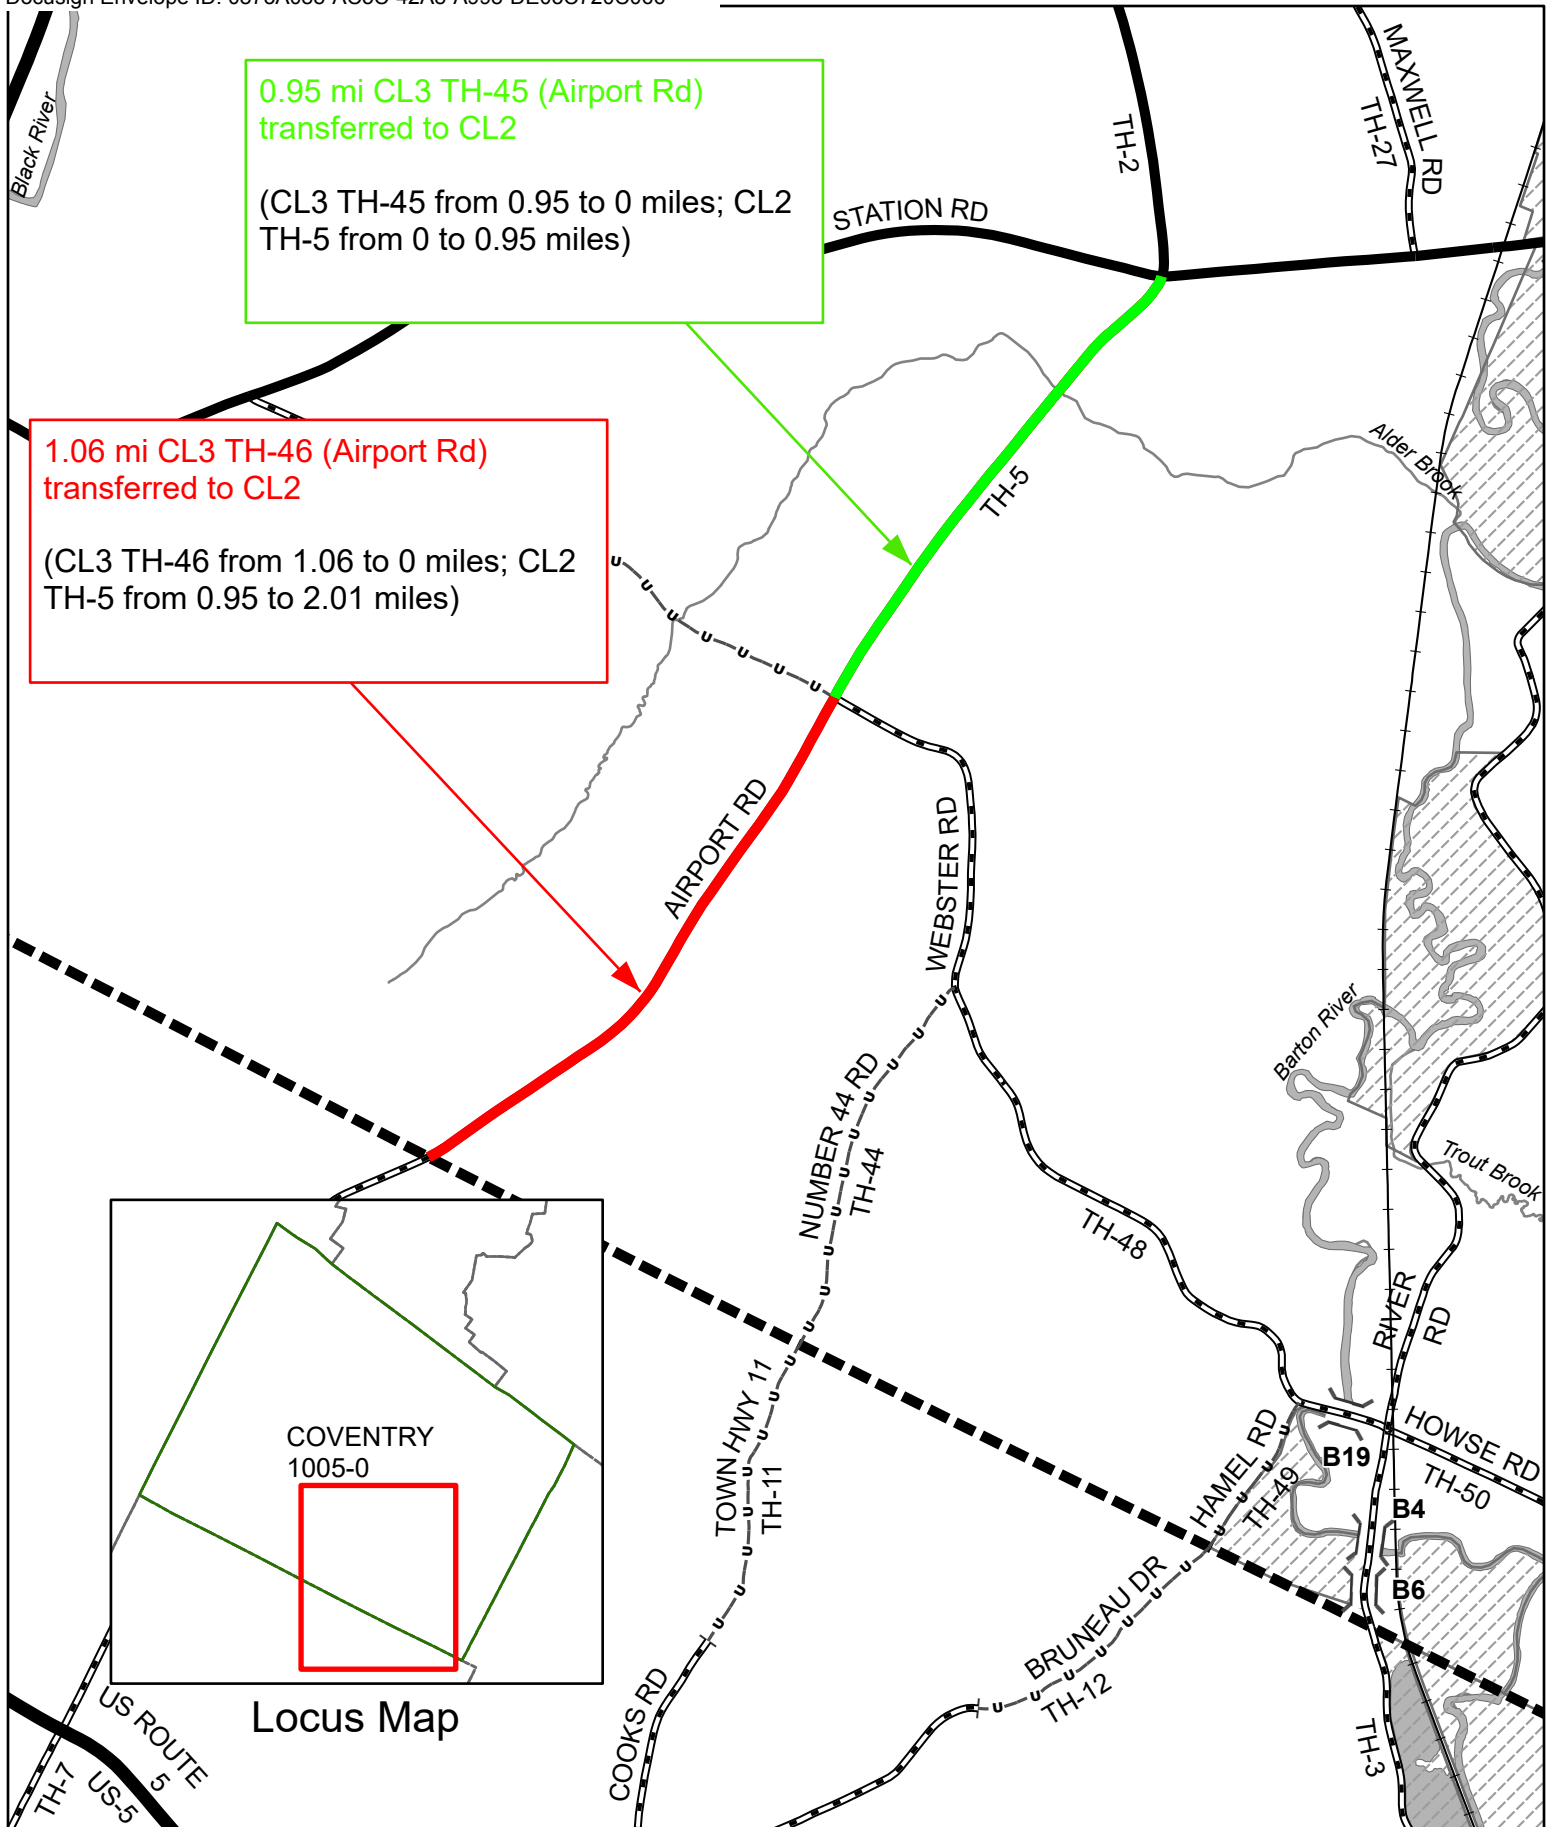 Black River
0.95 mi CL3 TH-45 (Airport Rd)
transferred to CL2
(CL3 TH-45 from 0.95 to 0 miles; CL2
TH-5 from 0 to 0.95 miles)
TH-2
MAXWELL RD
TH-27
STATION RD
1.06 mi CL3 TH-46 (Airport Rd)
transferred to CL2
(CL3 TH-46 from 1.06 to 0 miles; CL2
TH-5 from 0.95 to 2.01 miles)
Alder Brook
TH-5
AIRPORT RD
WEBSTER RD
Barton River
NUMBER 44 RD
TH-44
Trout Brook
TH-48
RIVER
RD
TOWN HWY 11
TH-11
HAMEL RD
TH-49
B19
HOWSE RD
TH-50
B4
B6
COVENTRY
1005-0
Locus Map
BRUNEAU DR
TH-12
COOKS RD
TH-3
US ROUTE
5
US-5
TH-7